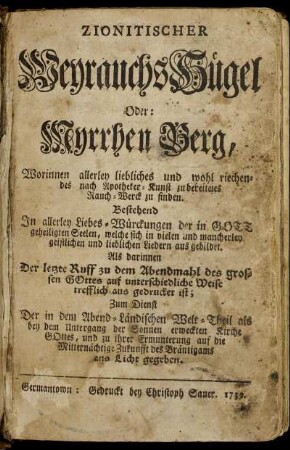 ZIONITISCHER
WeyrauchsHügel
Oder:
Myrrhen Berg,
Worinnen allerley liebliches und wohl riechen-
des nach Apotheker-Kunst zubereitetes
Rauch-Werck zu finden.
Bestehend
In allerley Liebes-Würckungen der in GOTT
geheiligten Seelen, welche sich in vielen und mancherley
geistlichen und lieblichen Liedern aus gebildet.
Als darinnen
Der letzte Ruff zu dem Abendmahl des gros-
sen GOttes auf unterschiedliche Weise
trefflich aus gedrucket ist;
Zum Dienst
Der in dem Abend-Ländischen Welt-Theil als
bey dem Untergang der Sonnen erweckten Kirche
GOttes, und zu ihrer Ermunterung auf die
Mitternächtige Zukunfft des Bräutigams
ans Licht gegeben.
Germantown: Gedruckt bey Christoph Sauer. 1739.